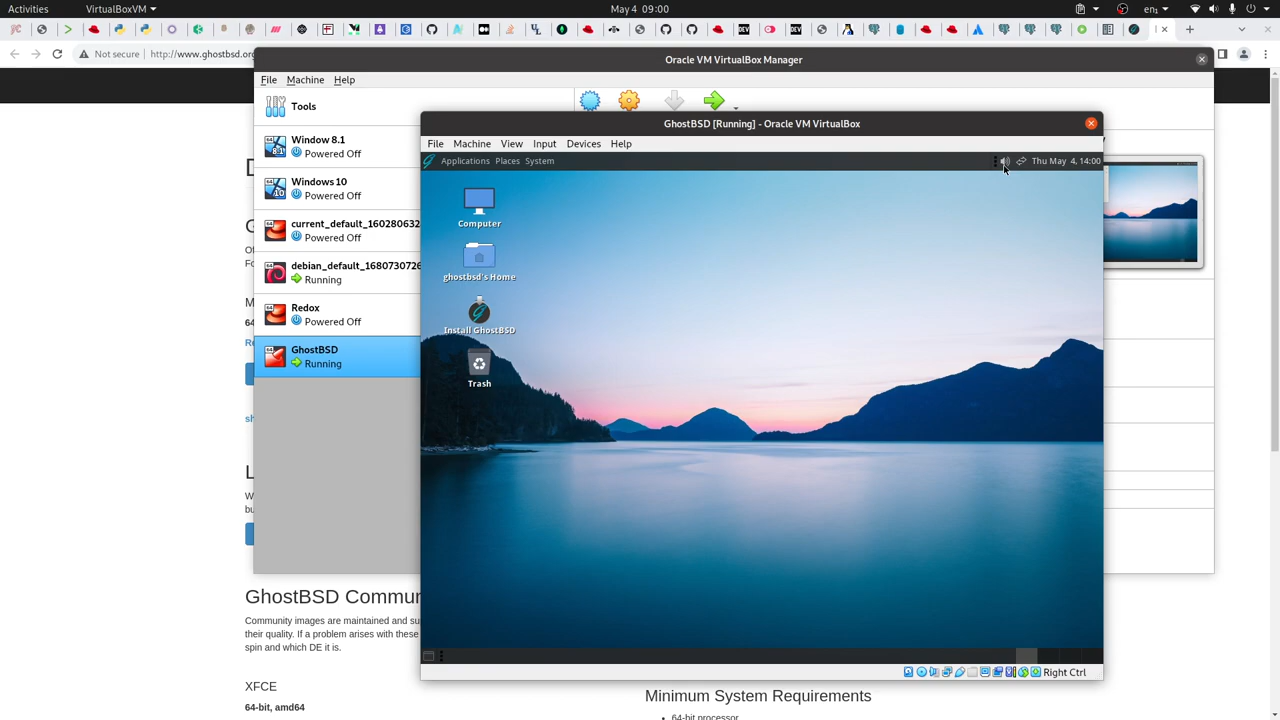 Activities
VirtualBoxVM
May 4 09:00
en
Not secure
http://www.ghostbsd.or
Oracle VM VirtualBox Manager
File Machine Help
Tools
Window 8.1
Powered Off
Windows 10
Powered Off
current_default_160280632
Powered Off
debian_default_1680730726
Running
Redox
Powered Off
GhostBSD
Running
GhostBSD [Running] - Oracle VM VirtualBox
File Machine View Input Devices Help
Applications Places System
Thu May 4, 14:00
Computer
ghostbsd's Home
Install GhostBSD
Trash
Right Ctrl
GhostBSD Commu
Community images are maintained and su
their quality. If a problem arises with these
spin and which DE it is.
XFCE
64-bit, amd64
Minimum System Requirements
64-bit processor